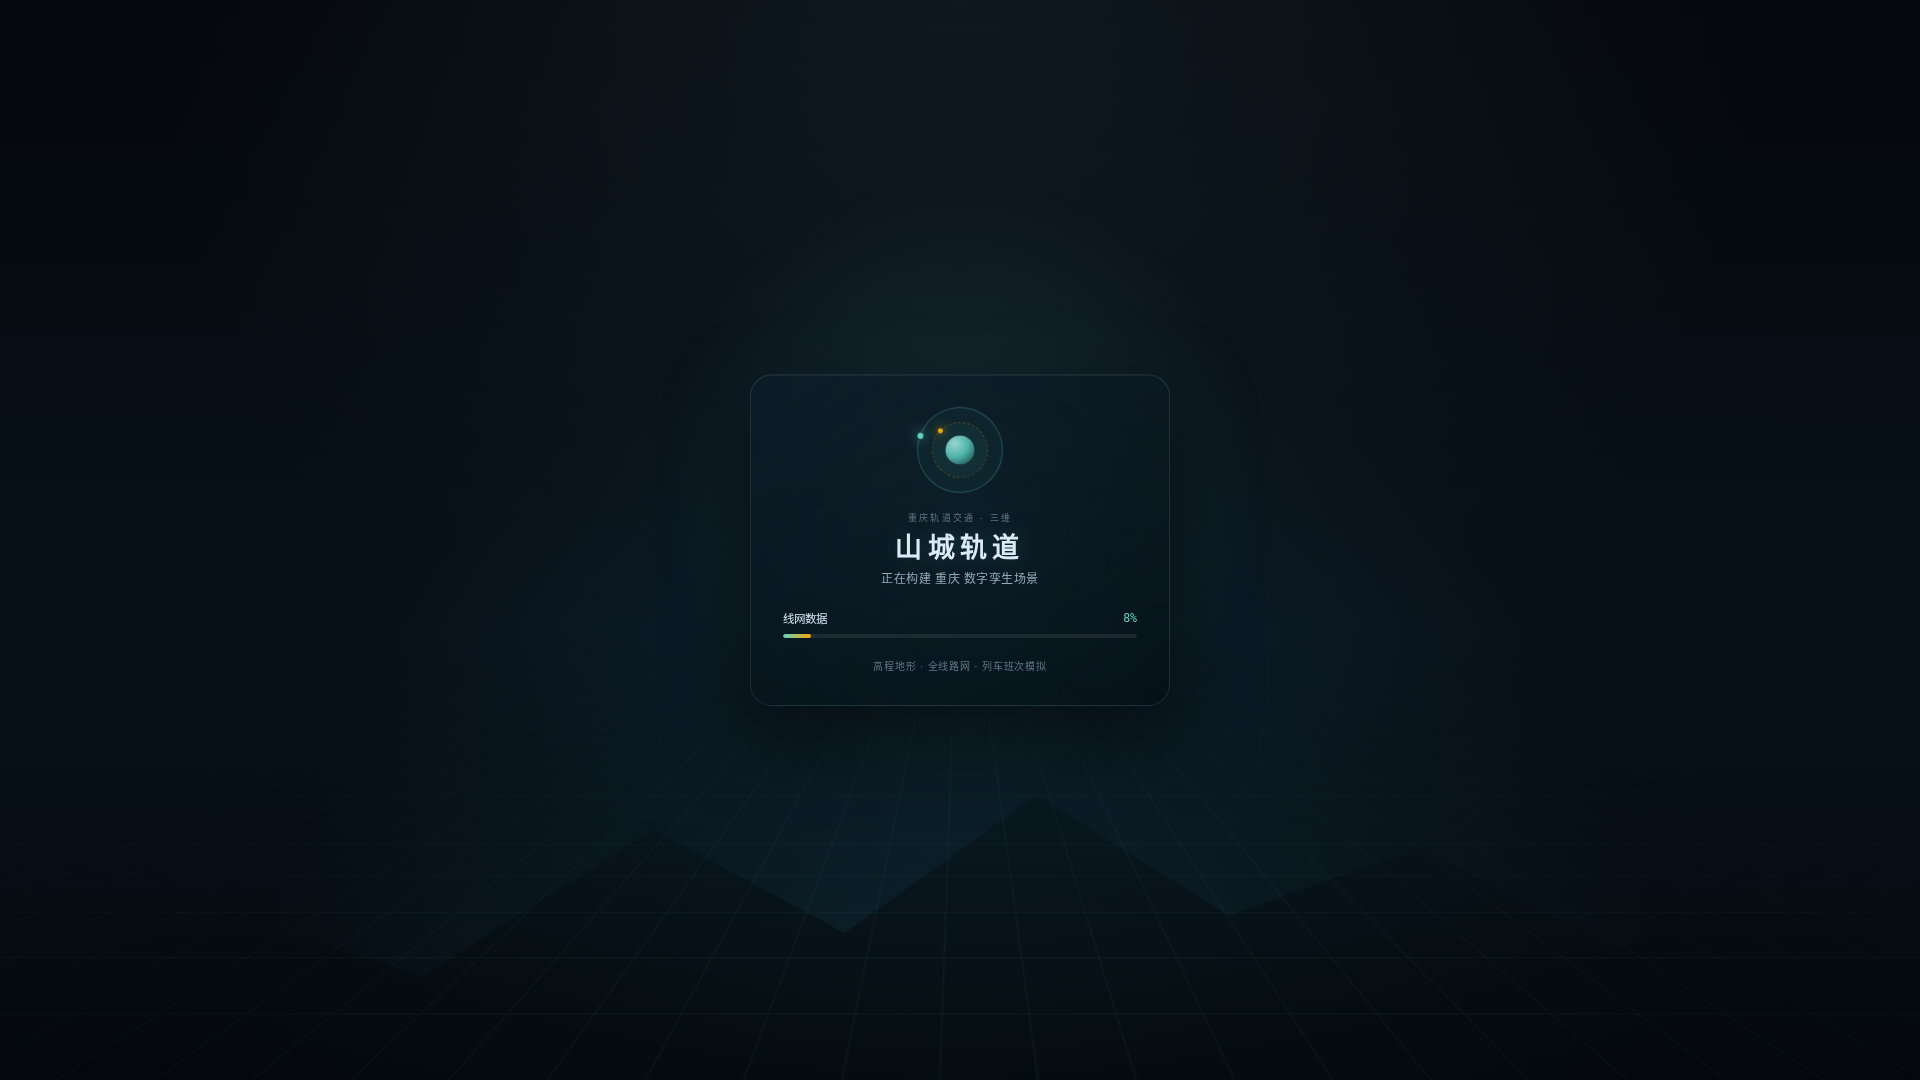 重庆轨道交通 · 三维
山城轨道
正在构建 重庆 数字孪生场景
线网数据 8%
高程地形 · 全线路网 · 列车班次模拟